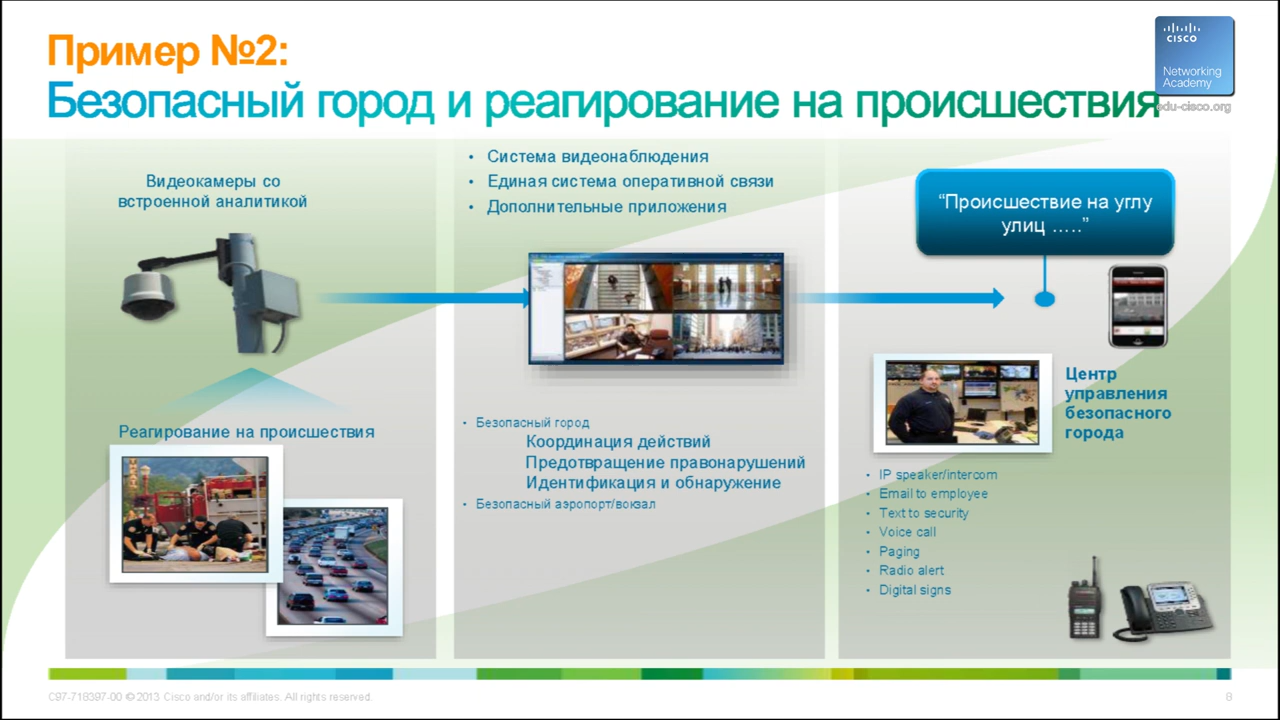 Пример №2:
Безопасный город и реагирование на происшествия
CISCO
Networking
Academy
edu-cisco.org
Видеокамеры со
встроенной аналитикой
Реагирование на происшествия
• Система видеонаблюдения
• Единая система оперативной связи
• Дополнительные приложения
• Безопасный город
Координация действий
Предотвращение правонарушений
Идентификация и обнаружение
• Безопасный аэропорт/вокзал
“Происшествие на углу
улиц …..”
Центр
управления
безопасного
города
• IP speaker/intercom
• Email to employee
• Text to security
• Voice call
• Paging
• Radio alert
• Digital signs
C97-718397-00 © 2013 Cisco and/or its affiliates. All rights reserved.
8